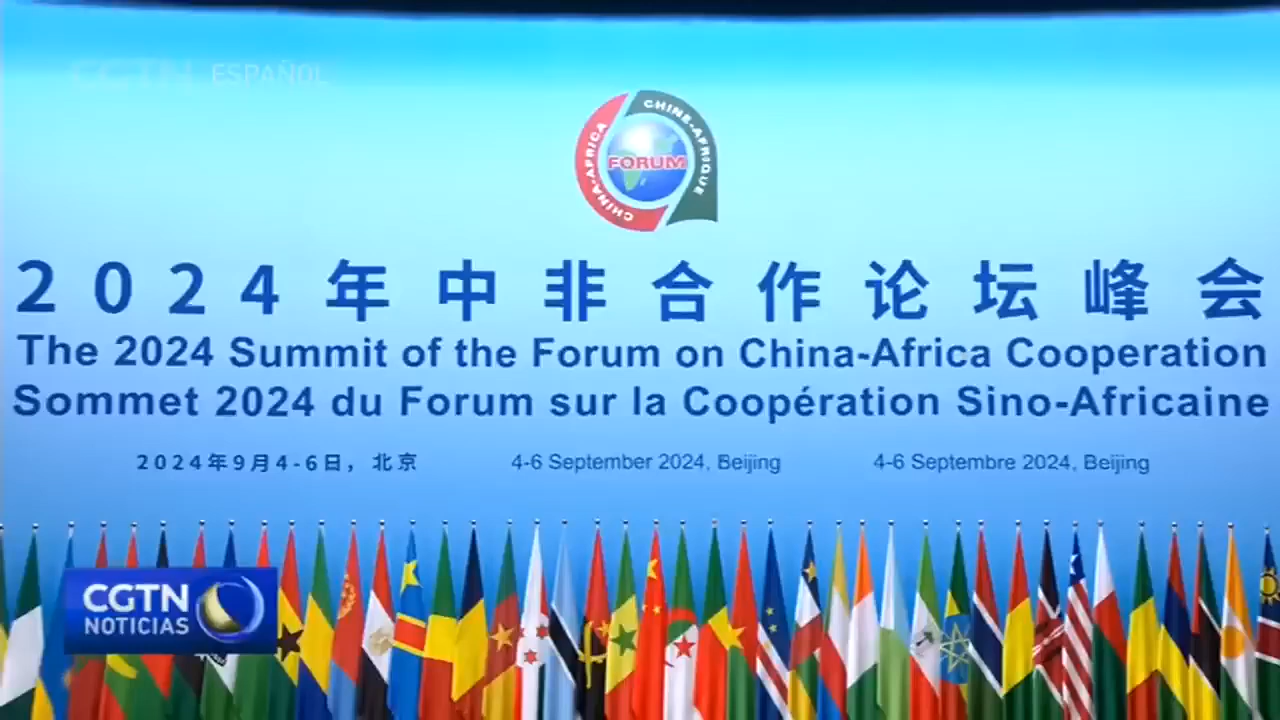 CGTN ESPAÑOL
CHINE-AFRIQUE
CHINA-AFRICA
FORUM
2024年中非合作论坛峰会
The 2024 Summit of the Forum on China-Africa Cooperation
Sommet 2024 du Forum sur la Coopération Sino-Africaine
2024年9月4-6日，北京
4-6 September 2024, Beijing
4-6 Septembre 2024, Beijing
CGTN
NOTICIAS